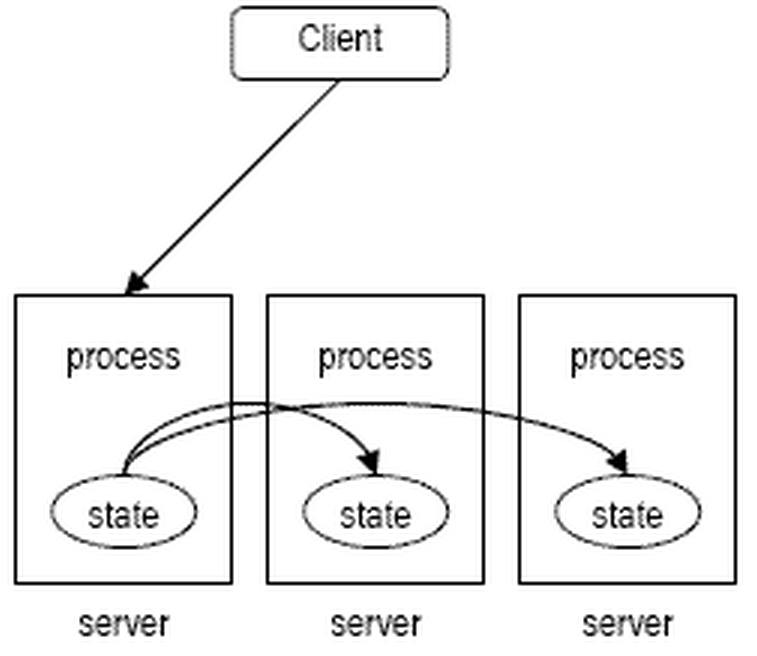 Client
process process process
state state state
server server server